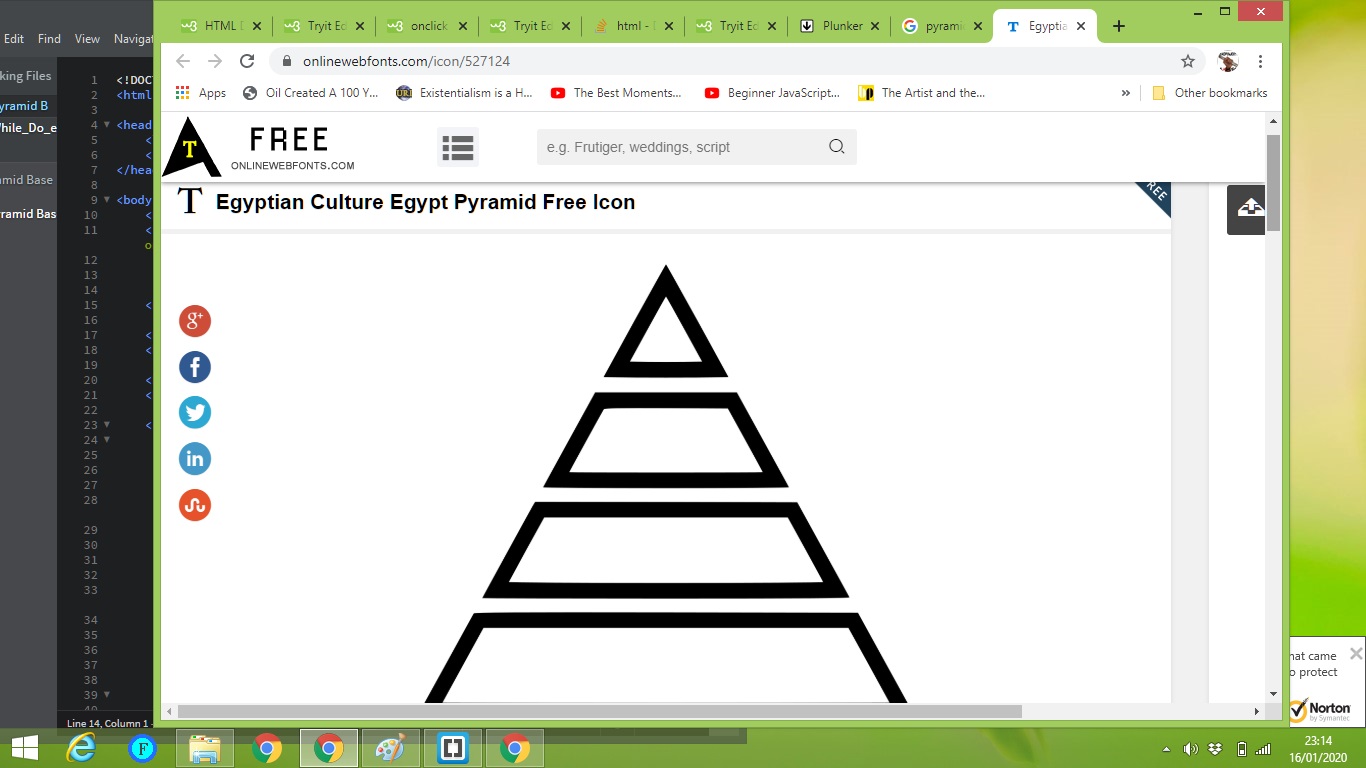 HTML D
Tryit Ed
onclick
Tryit Ed
html -
Tryit Ed
Plunker
pyrami
Egyptia
Edit Find View Navigat
onlinewebfonts.com/icon/527124
king Files
Apps Oil Created A 100 Y... Existentialism is a H... The Best Moments... Beginner JavaScript... The Artist and the... » Other bookmarks
yramid B
hile_Do_e
amid Base
ramid Bas
1 <!DOCT
2 <html
3
4 <head
5 <
6 <
7 </hea
8
9 <body
10 <
11 <
o
12
13
14
15 <
16
17 <
18 <
19
20 <
21 <
22
23 <
24
25
26
27
28
29
30
31
32
33
34
35
36
37
38
39
40
T FREE
ONLINEWEBFONTS.COM
e.g. Frutiger, weddings, script
T Egyptian Culture Egypt Pyramid Free Icon
REE
g+
f
in
hat came
o protect
Norton
by Symantec
Line 14, Column 1
F
23:14
16/01/2020